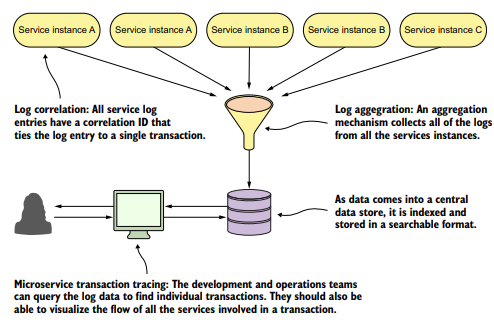 Service instance A
Service instance A
Service instance B
Service instance B
Service instance C
Log correlation: All service log
entries have a correlation ID that
ties the log entry to a single transaction.
Log aggegration: An aggregation
mechanism collects all of the logs
from all the services instances.
As data comes into a central
data store, it is indexed and
stored in a searchable format.
Microservice transaction tracing: The development and operations teams
can query the log data to find individual transactions. They should also be
able to visualize the flow of all the services involved in a transaction.